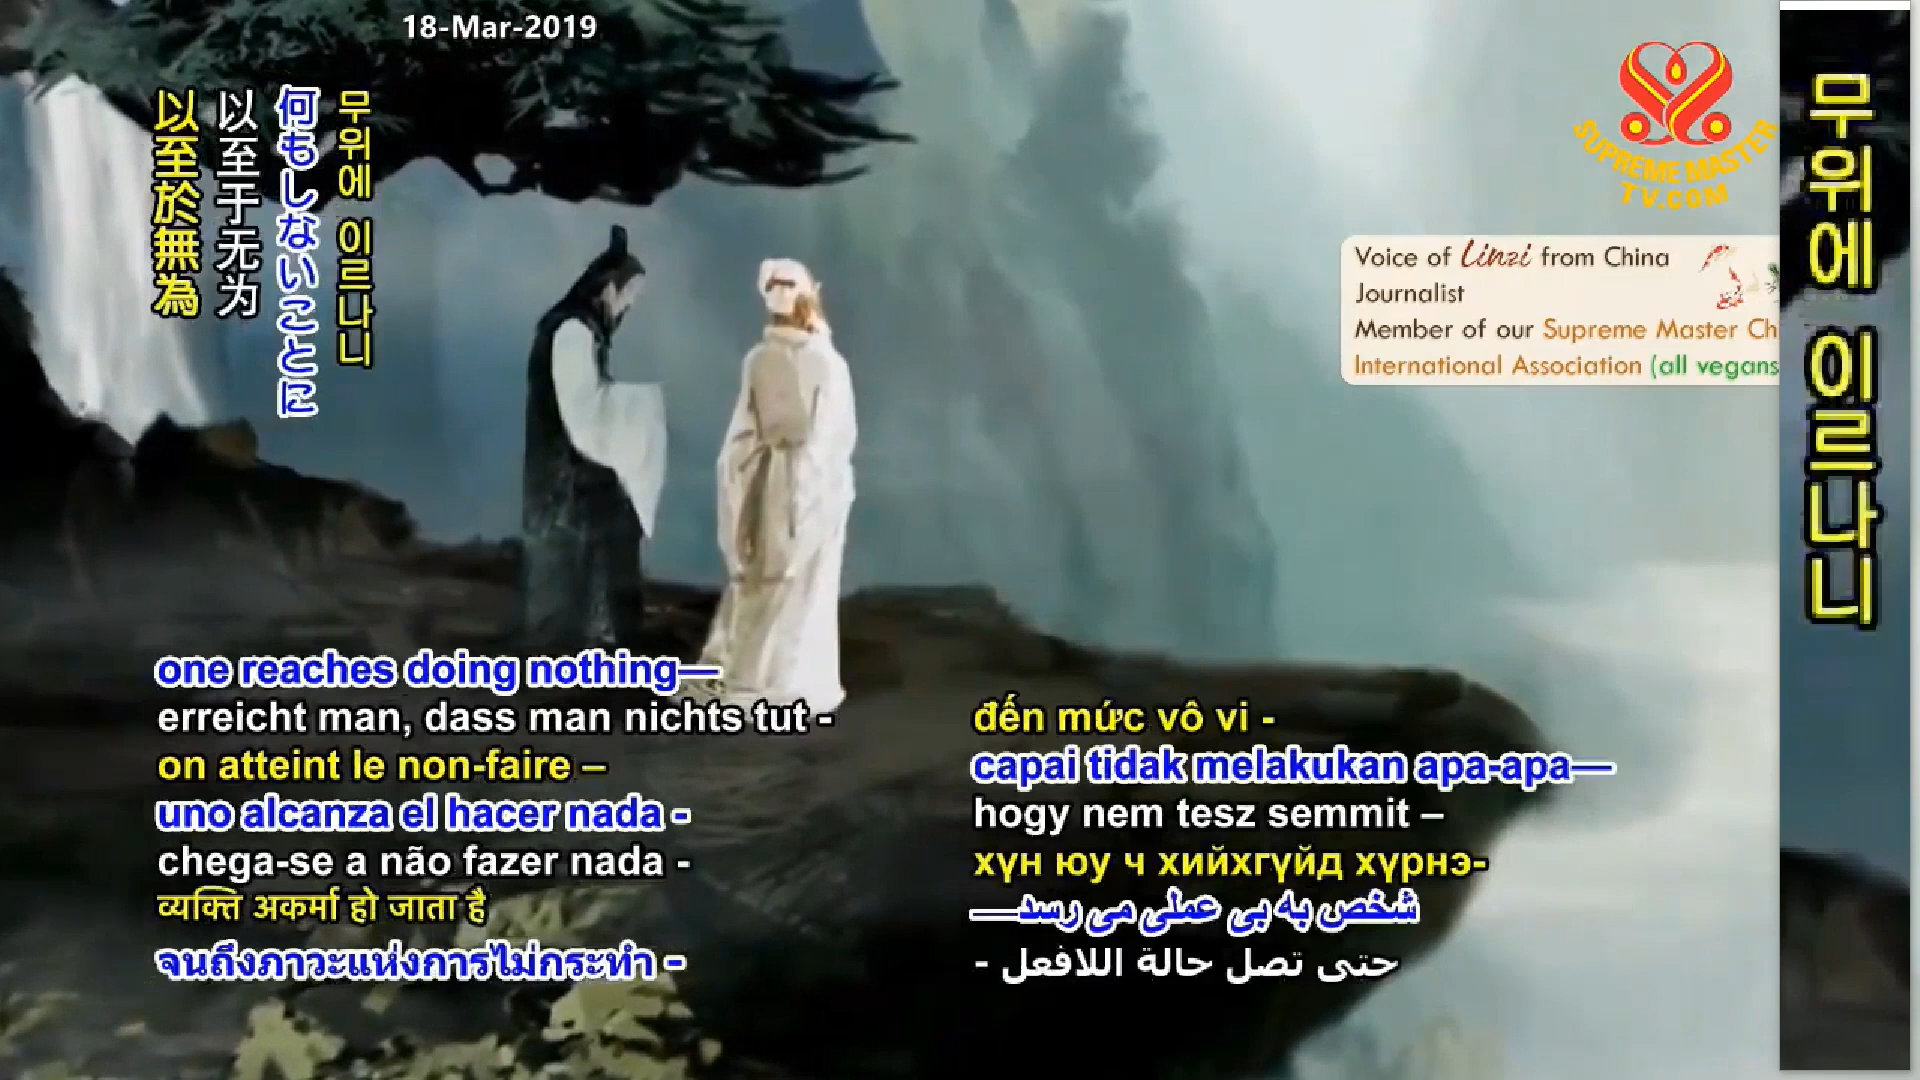 18-Mar-2019
以至於無為
以至于无为
何もしないことに
무위에 이르나니
SUPREME MASTER
TV.COM
Voice of Linzi from China
Journalist
Member of our Supreme Master Ch
International Association (all vegans
무위에 이르나니
one reaches doing nothing—
erreicht man, dass man nichts tut -
on atteint le non-faire –
uno alcanza el hacer nada -
chega-se a não fazer nada -
व्यक्ति अकर्मा हो जाता है
จนถึงภาวะแห่งการไม่กระทำ -
đến mức vô vi -
capai tidak melakukan apa-apa—
hogy nem tesz semmit –
хүн юу ч хийхгүйд хүрнэ-
شخص به بی عملی می رسد—
حتى تصل حالة اللافعل -